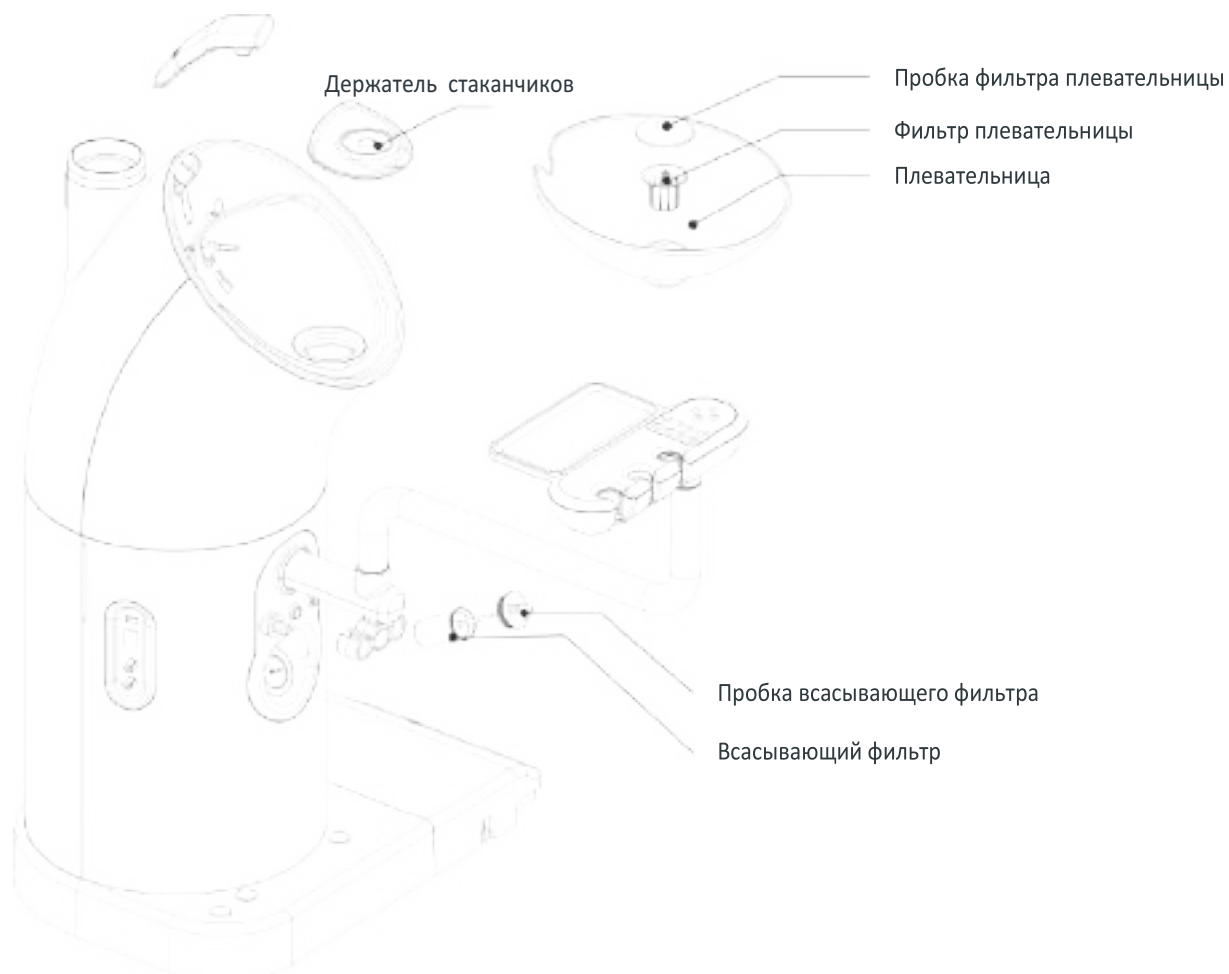 Держатель стаканчиков
Пробка фильтра плевательницы
Фильтр плевательницы
Плевательница
Пробка всасывающего фильтра
Всасывающий фильтр